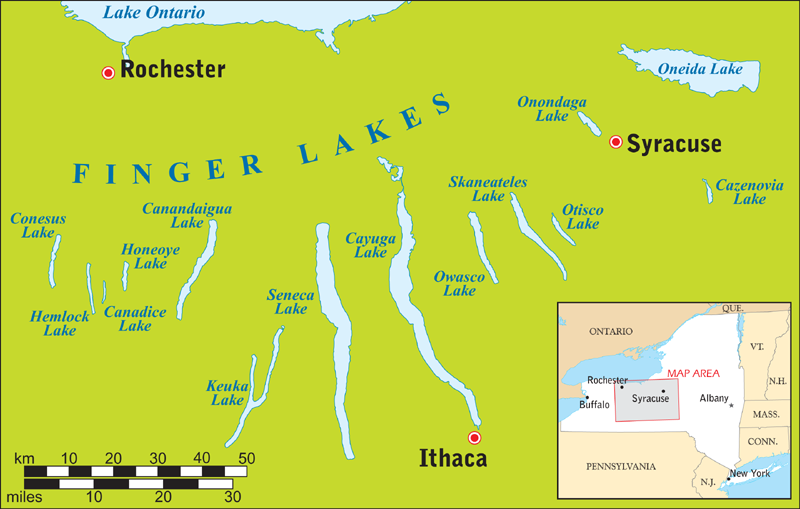 Lake Ontario
Rochester
Oneida Lake
Onondaga
Lake
Syracuse
FINGER LAKES
Cazenovia
Lake
Skaneateles
Lake
Otisco
Lake
Conesus
Lake
Canandaigua
Lake
Honeoye
Lake
Cayuga
Lake
Owasco
Lake
Hemlock
Lake
Canadice
Lake
Seneca
Lake
Keuka
Lake
Ithaca
km 10 20 30 40 50
miles 10 20 30
QUE.
ONTARIO
VT.
MAP AREA
Rochester
N.H.
Syracuse
Albany
Buffalo
MASS.
CONN.
PENNSYLVANIA
New York
N.J.